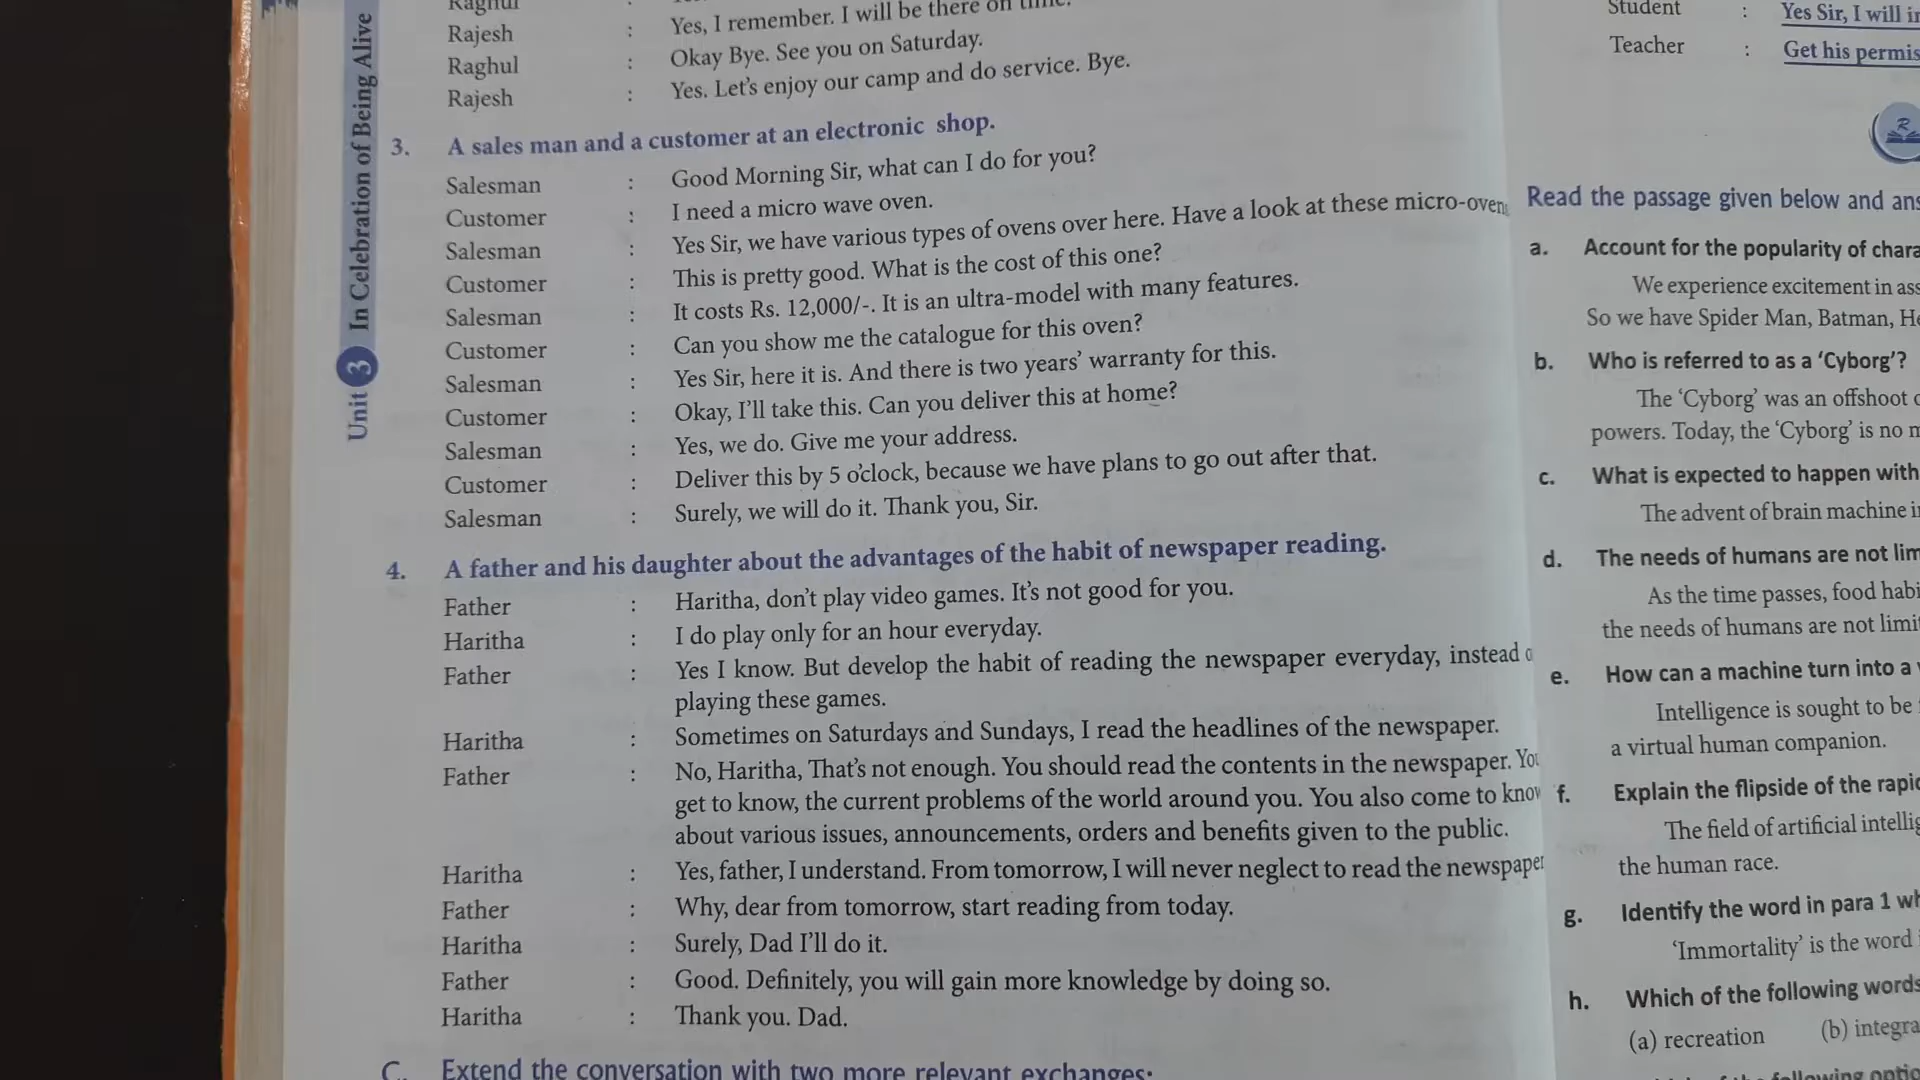 Raghul :
Rajesh : Yes, I remember. I will be there on time.
Raghul : Okay Bye. See you on Saturday.
Rajesh : Yes. Let's enjoy our camp and do service. Bye.
3. A sales man and a customer at an electronic shop.
Salesman : Good Morning Sir, what can I do for you?
Customer : I need a micro wave oven.
Salesman : Yes Sir, we have various types of ovens over here. Have a look at these micro-oven
Customer : This is pretty good. What is the cost of this one?
Salesman : It costs Rs. 12,000/-. It is an ultra-model with many features.
Customer : Can you show me the catalogue for this oven?
Salesman : Yes Sir, here it is. And there is two years' warranty for this.
Customer : Okay, I'll take this. Can you deliver this at home?
Salesman : Yes, we do. Give me your address.
Customer : Deliver this by 5 o'clock, because we have plans to go out after that.
Salesman : Surely, we will do it. Thank you, Sir.
4. A father and his daughter about the advantages of the habit of newspaper reading.
Father : Haritha, don't play video games. It's not good for you.
Haritha : I do play only for an hour everyday.
Father : Yes I know. But develop the habit of reading the newspaper everyday, instead
playing these games.
Haritha : Sometimes on Saturdays and Sundays, I read the headlines of the newspaper.
Father : No, Haritha, That's not enough. You should read the contents in the newspaper. You
get to know, the current problems of the world around you. You also come to know
about various issues, announcements, orders and benefits given to the public.
Haritha : Yes, father, I understand. From tomorrow, I will never neglect to read the newspaper
Father : Why, dear from tomorrow, start reading from today.
Haritha : Surely, Dad I'll do it.
Father : Good. Definitely, you will gain more knowledge by doing so.
Haritha : Thank you. Dad.
C. Extend the conversation with two more relevant exchanges:
Unit 3 In Celebration of Being Alive
Student : Yes Sir, I will
Teacher : Get his
R
Read the passage given below and
a. Account for the popularity of
We experience excitement in
So we have Spider Man, Batman,
b. Who is referred to as a 'Cyborg'?
The 'Cyborg' was an offshoot
powers. Today, the 'Cyborg' is no
c. What is expected to happen with
The advent of brain machine
d. The needs of humans are not
As the time passes, food
the needs of humans are not
e. How can a machine turn into a
Intelligence is sought to be
a virtual human companion.
f. Explain the flipside of the
The field of artificial
the human race.
g. Identify the word in para 1
'Immortality' is the word
h. Which of the following words
(a) recreation (b)
following